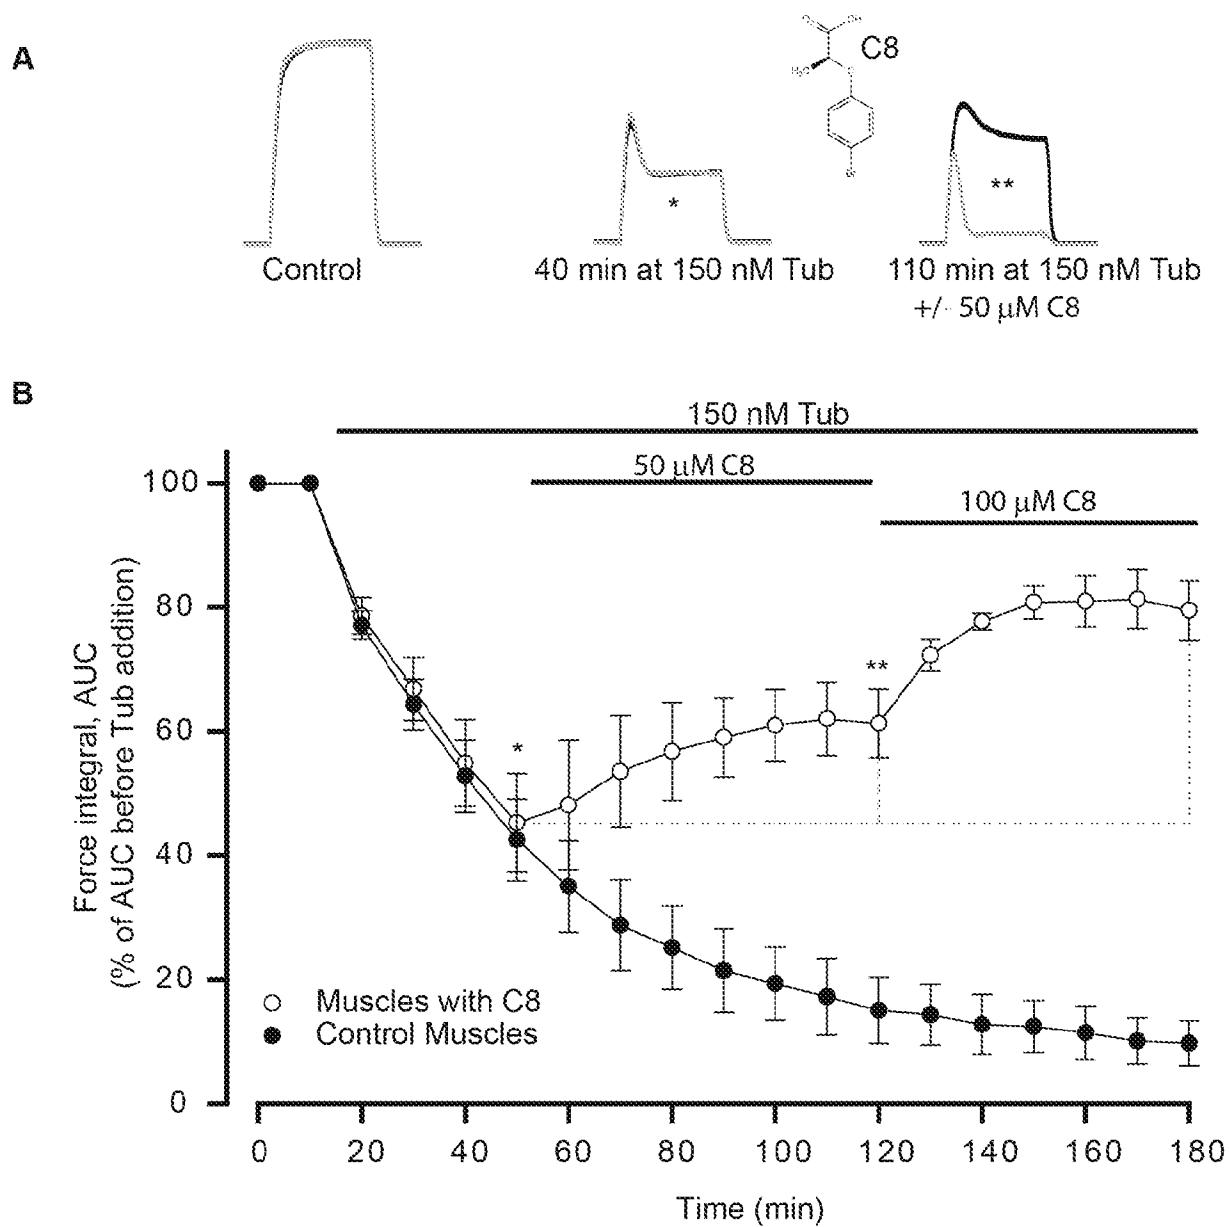 A
C8
*
**
Control
40 min at 150 nM Tub
110 min at 150 nM Tub
+/- 50 μM C8
B
150 nM Tub
50 μM C8
100 μM C8
Force integral, AUC
(% of AUC before Tub addition)
100
80
60
40
20
0
*
**
Muscles with C8
Control Muscles
0 20 40 60 80 100 120 140 160 180
Time (min)